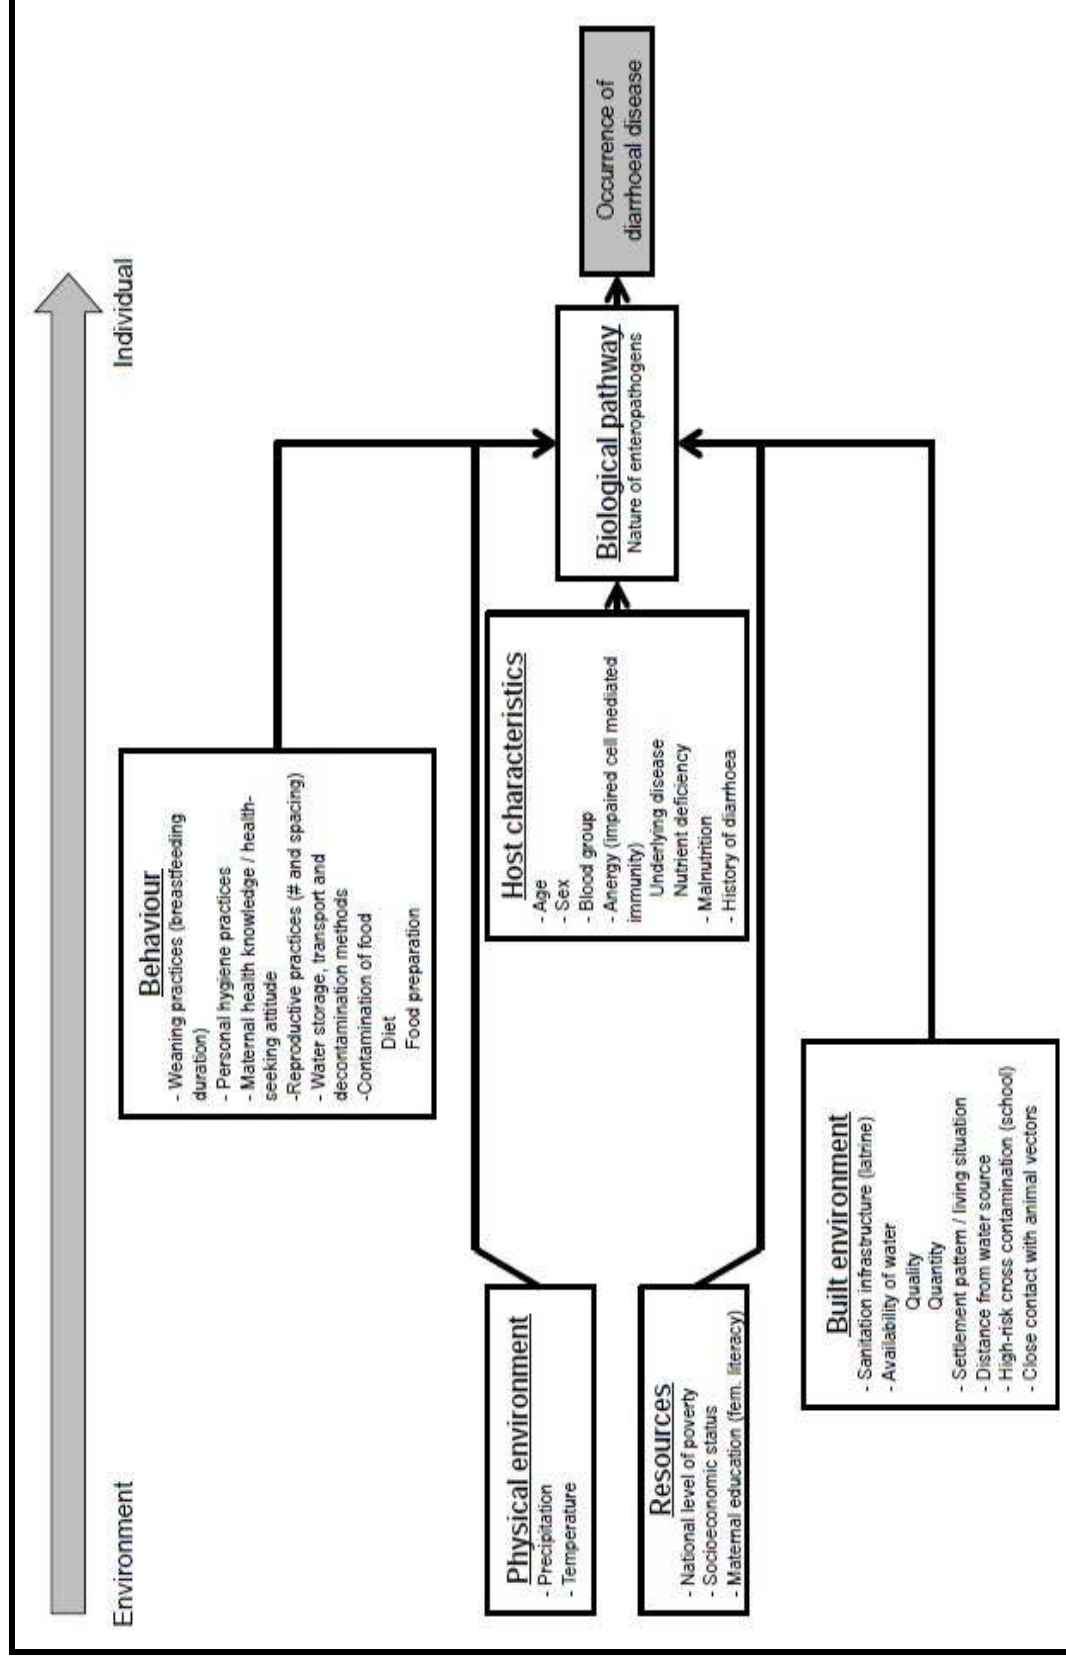 Environment
Individual
Behaviour
- Weaning practices (breastfeeding
duration)
- Personal hygiene practices
- Maternal health knowledge / health-
seeking attitude
-Reproductive practices (# and spacing)
- Water storage, transport and
decontamination methods
-Contamination of food
Diet
Food preparation
Physical environment
- Precipitation
- Temperature
Host characteristics
- Age
- Sex
- Blood group
- Anergy (impaired cell mediated
immunity)
Underlying disease
Nutrient deficiency
- Malnutrition
- History of diarrhoea
Biological pathway
Nature of enteropathogens
Occurrence of
diarrhoeal disease
Resources
- National level of poverty
- Socioeconomic status
- Maternal education (fem. literacy)
Built environment
- Sanitation infrastructure (latrine)
- Availability of water
Quality
Quantity
- Settlement pattern / living situation
- Distance from water source
- High-risk cross contamination (school)
- Close contact with animal vectors